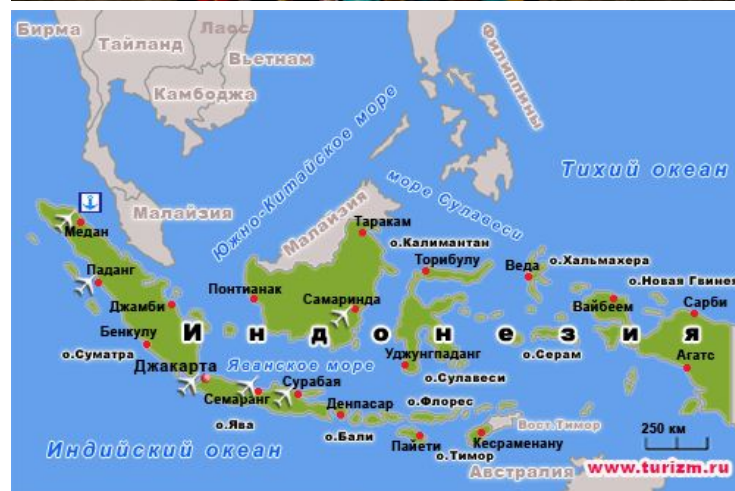 Бирма
Тайланд
Лаос
Вьетнам
Камбоджа
Филиппины
Южно-Китайское море
Тихий океан
море Сулавеси
Малайзия
Малайзия
Медан
Таракам
о.Калимантан
Торибулу
Веда
о.Хальмахера
о.Новая Гвинея
Паданг
Понтианак
Самаринда
Вайбеем
Сарби
Джамби
Индонезия
Бенкулу
о.Суматра
Яванское море
Уджунгпаданг
о.Серам
Агатс
Джакарта
о.Сулавеси
Семаранг
Сурабая
Денпасар
о.Флорес
о.Ява
о.Бали
Вост.Тимор
250 км
Индийский океан
Пайети
Кесраменану
о.Тимор
Австралия
www.turizm.ru